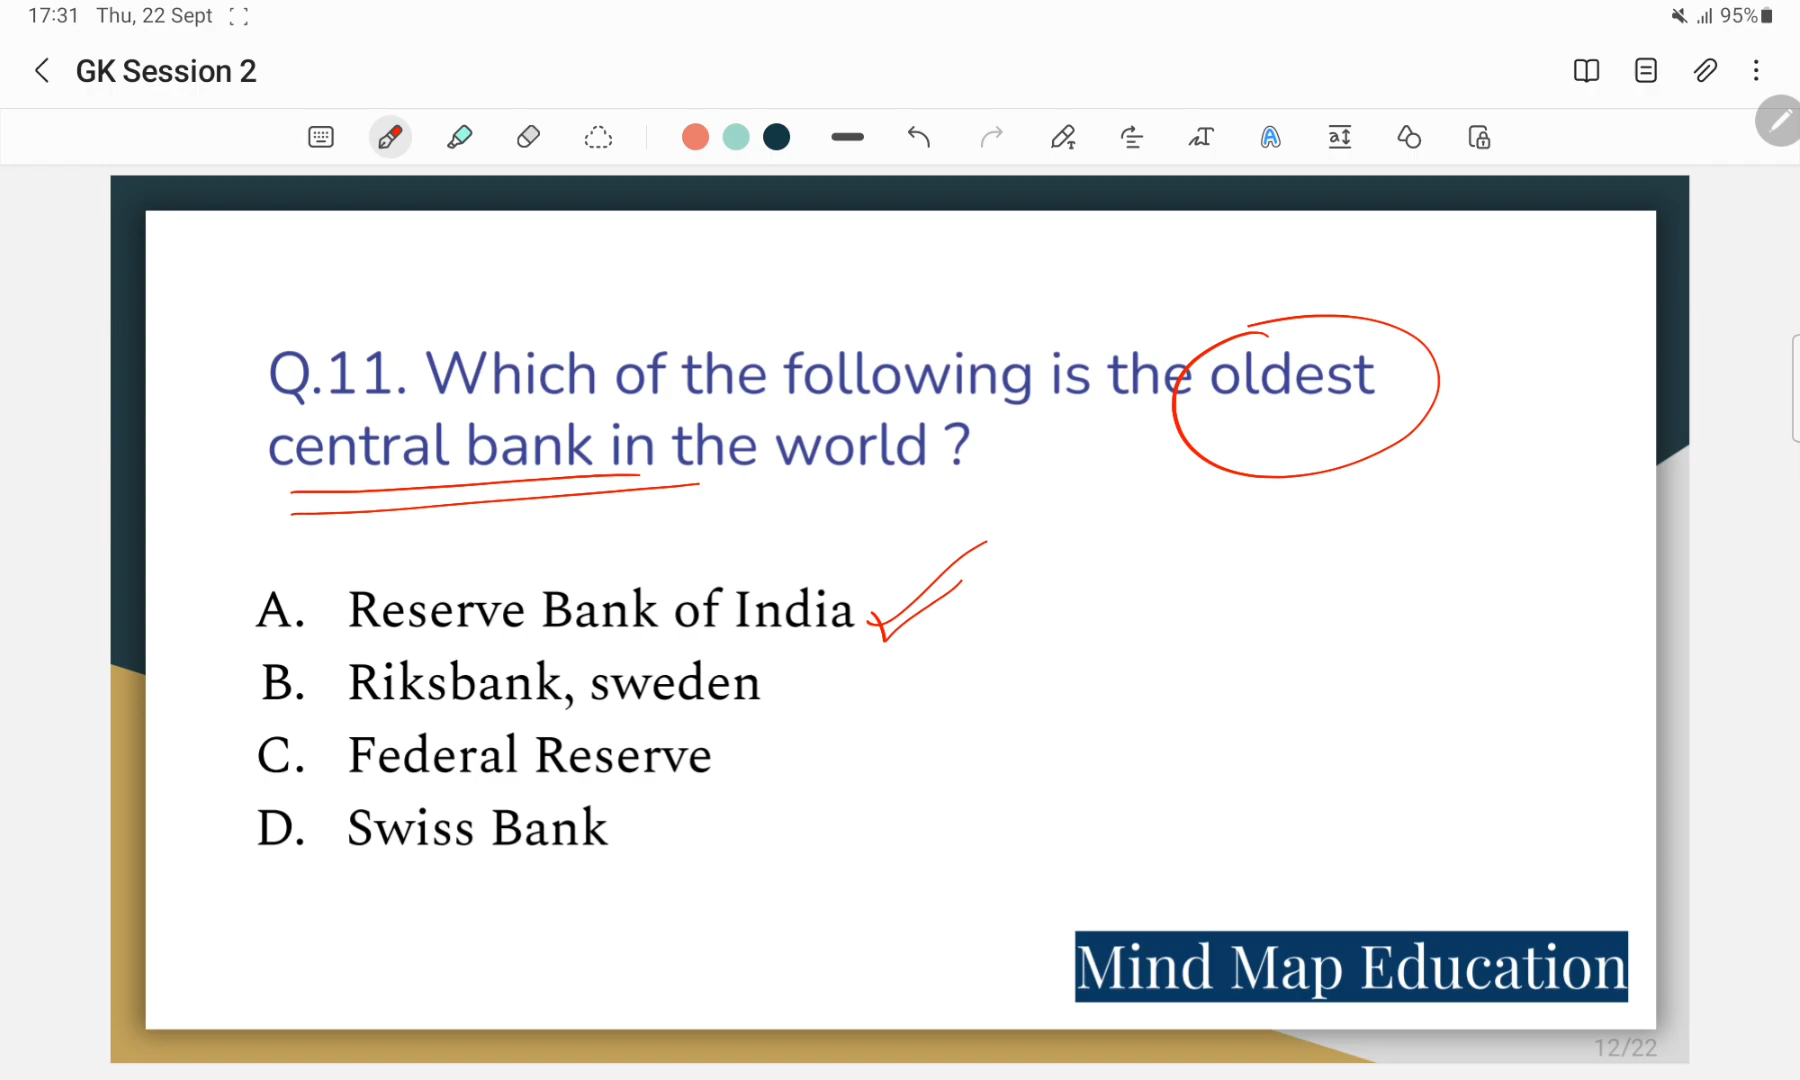 17:31 Thu, 22 Sept
95%
GK Session 2
Q.11. Which of the following is the oldest
central bank in the world ?
A. Reserve Bank of India
B. Riksbank, sweden
C. Federal Reserve
D. Swiss Bank
Mind Map Education
12/22